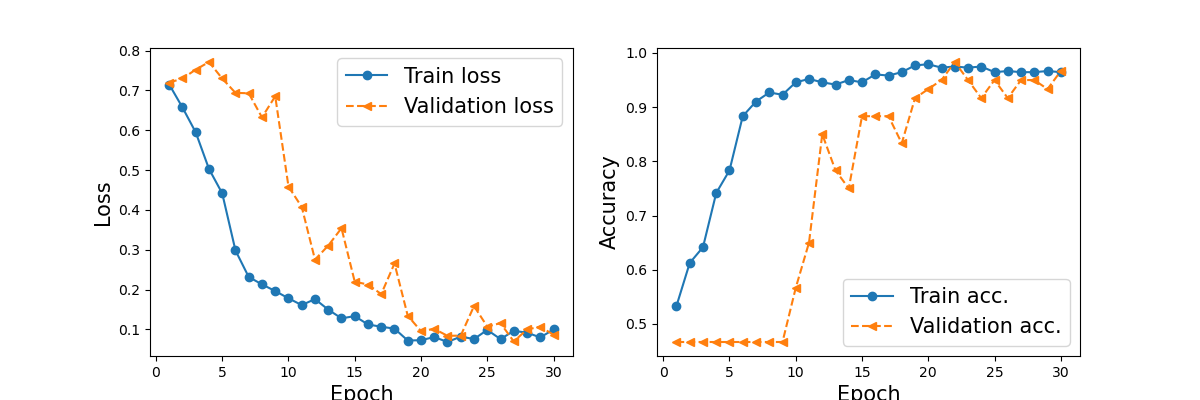 0.8
0.7
0.6
0.5
0.4
0.3
0.2
0.1
Loss
0 5 10 15 20 25 30
Epoch
Train loss
Validation loss
1.0
0.9
0.8
0.7
0.6
0.5
Accuracy
0 5 10 15 20 25 30
Epoch
Train acc.
Validation acc.